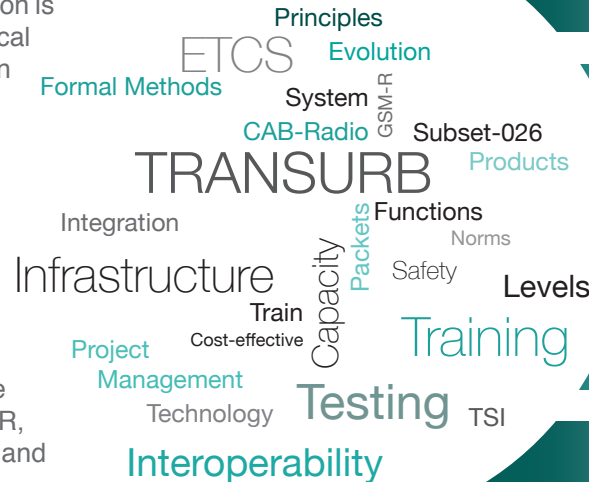 on is
cal
n
Principles
ETCS
Evolution
Formal Methods
System
GSM-R
CAB-Radio
Subset-026
TRANSURB
Products
Integration
Packets
Functions
Norms
Infrastructure
Capacity
Safety
Levels
Train
Cost-effective
Training
Project
Management
Technology
Testing
TSI
Interoperability
e
R,
and